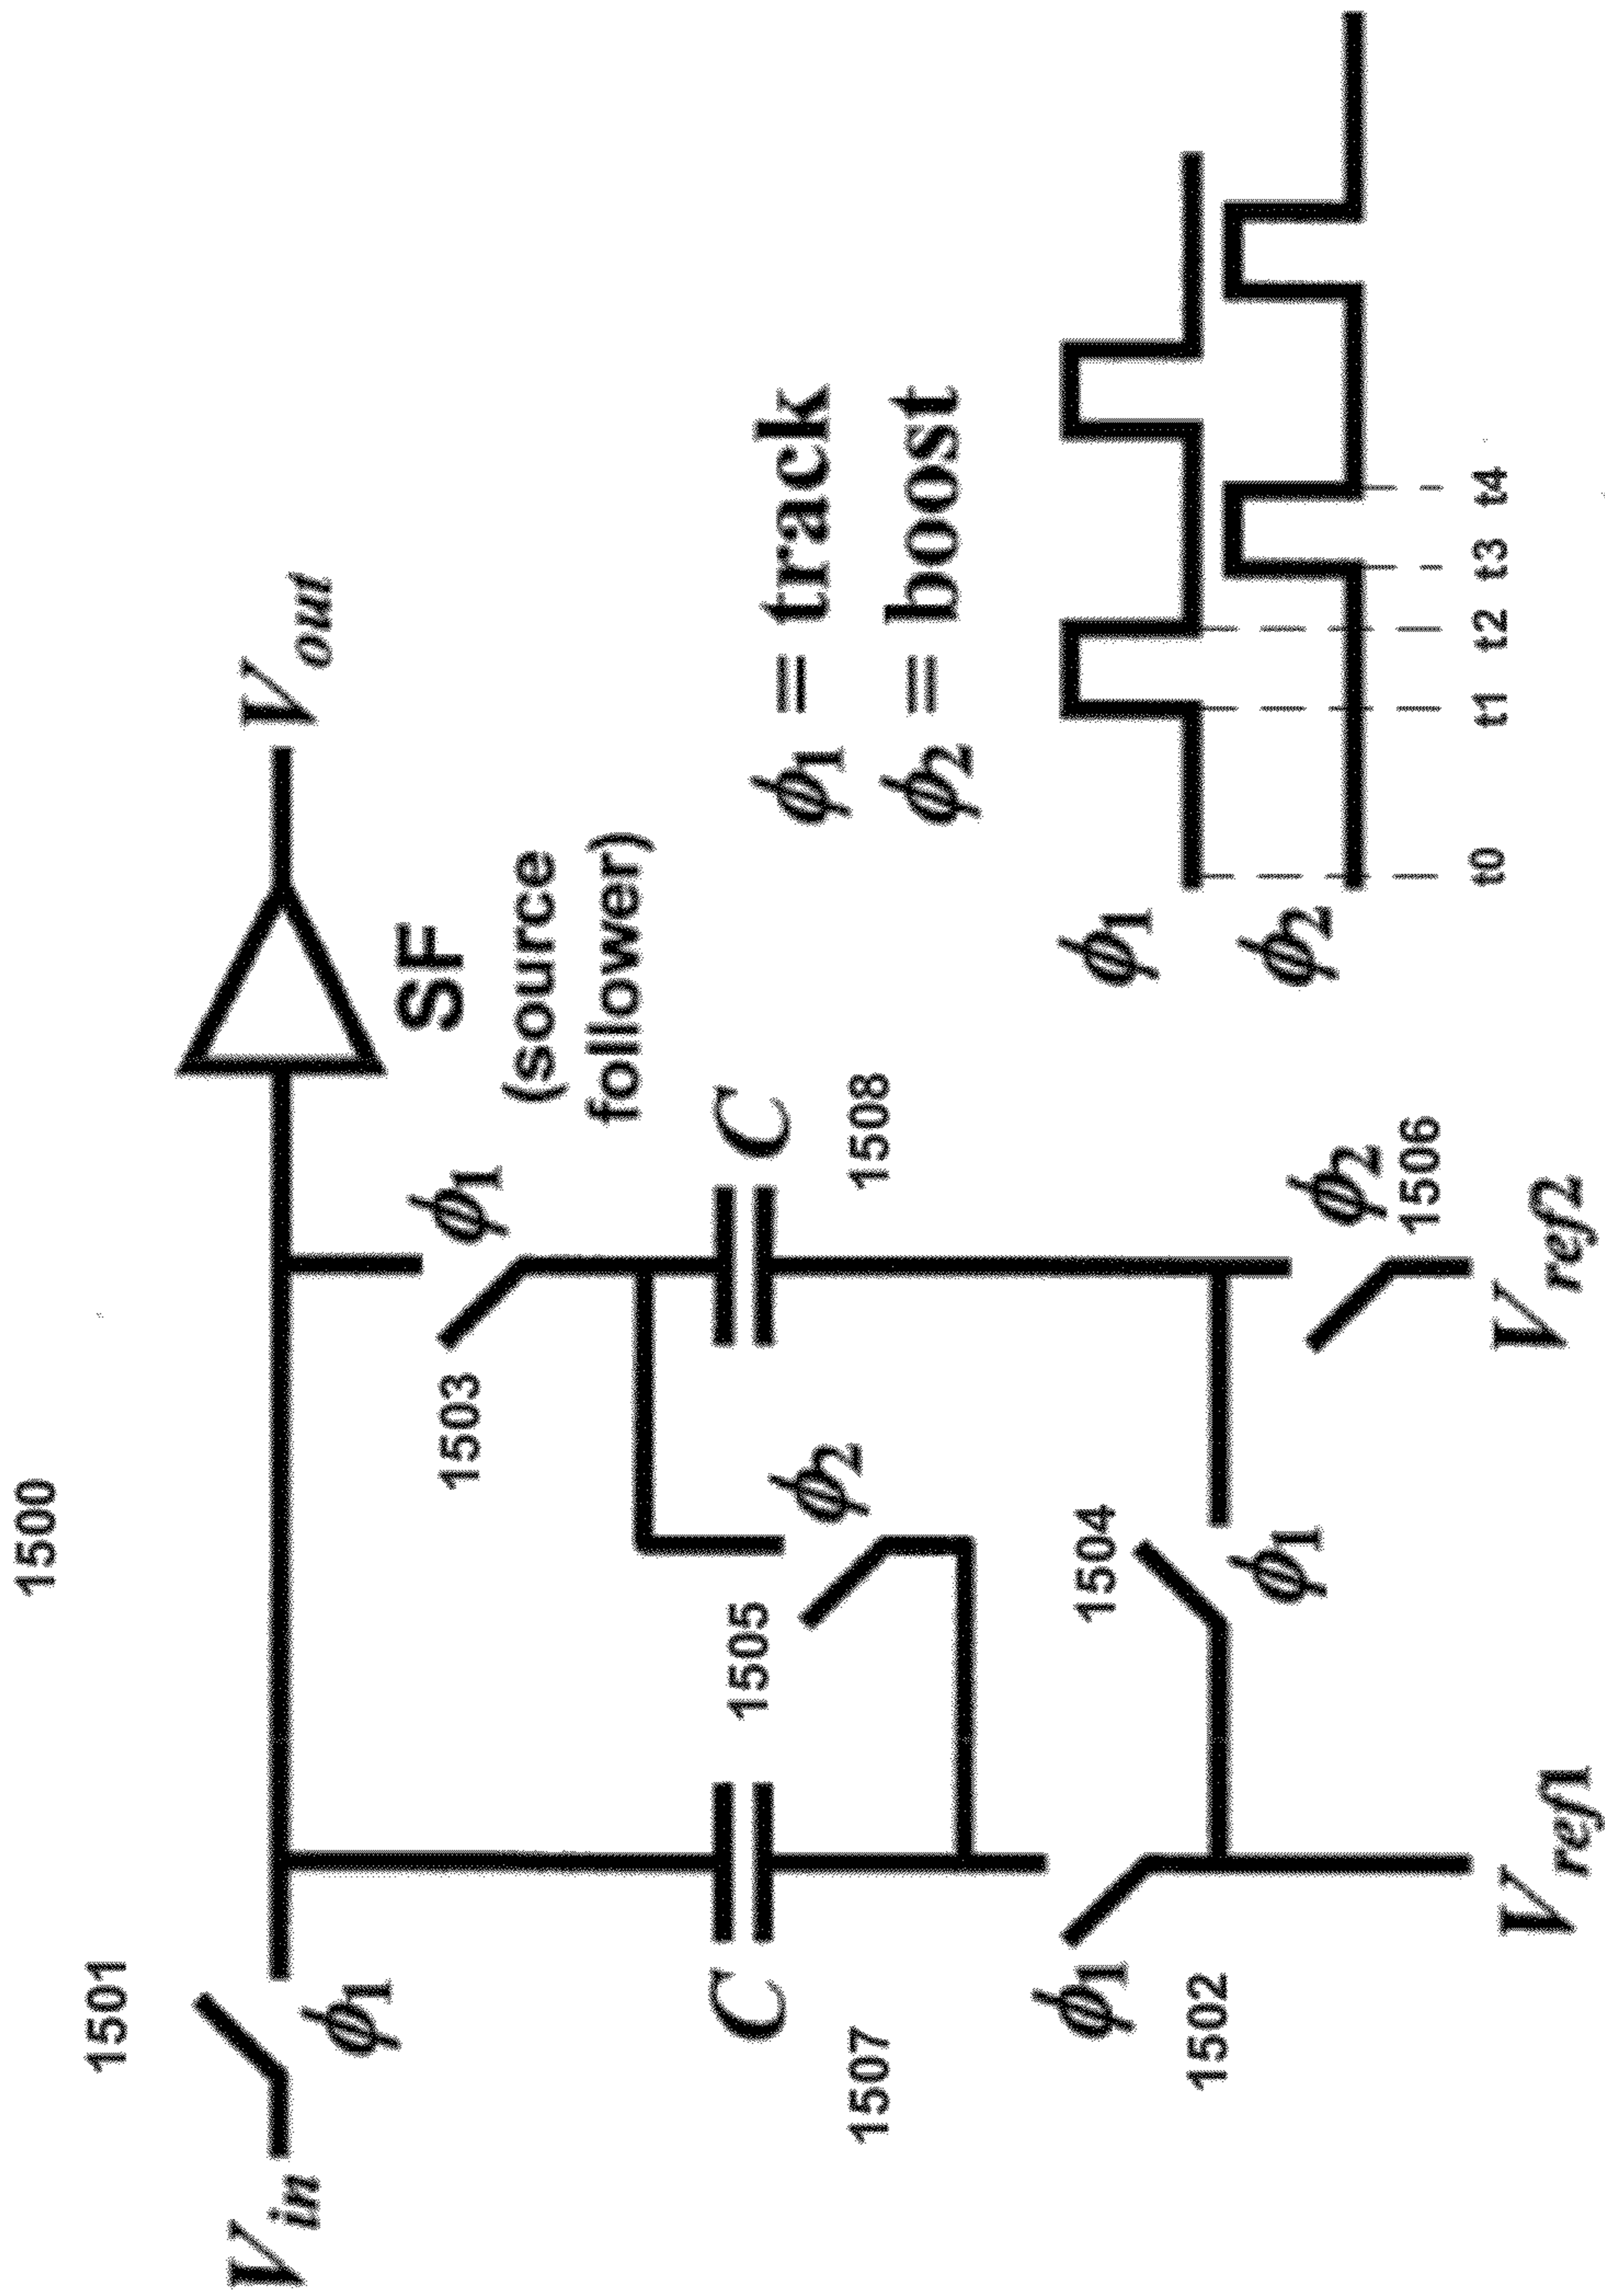 1500
1501
V_in
ϕ1
V_out
SF
(source
follower)
1503
ϕ1
C
1507
1505
ϕ2
C
1508
ϕ1
1502
1504
ϕ1
ϕ2
1506
V_ref1
V_ref2
ϕ1 = track
ϕ2 = boost
ϕ1
ϕ2
t0 t1 t2 t3 t4